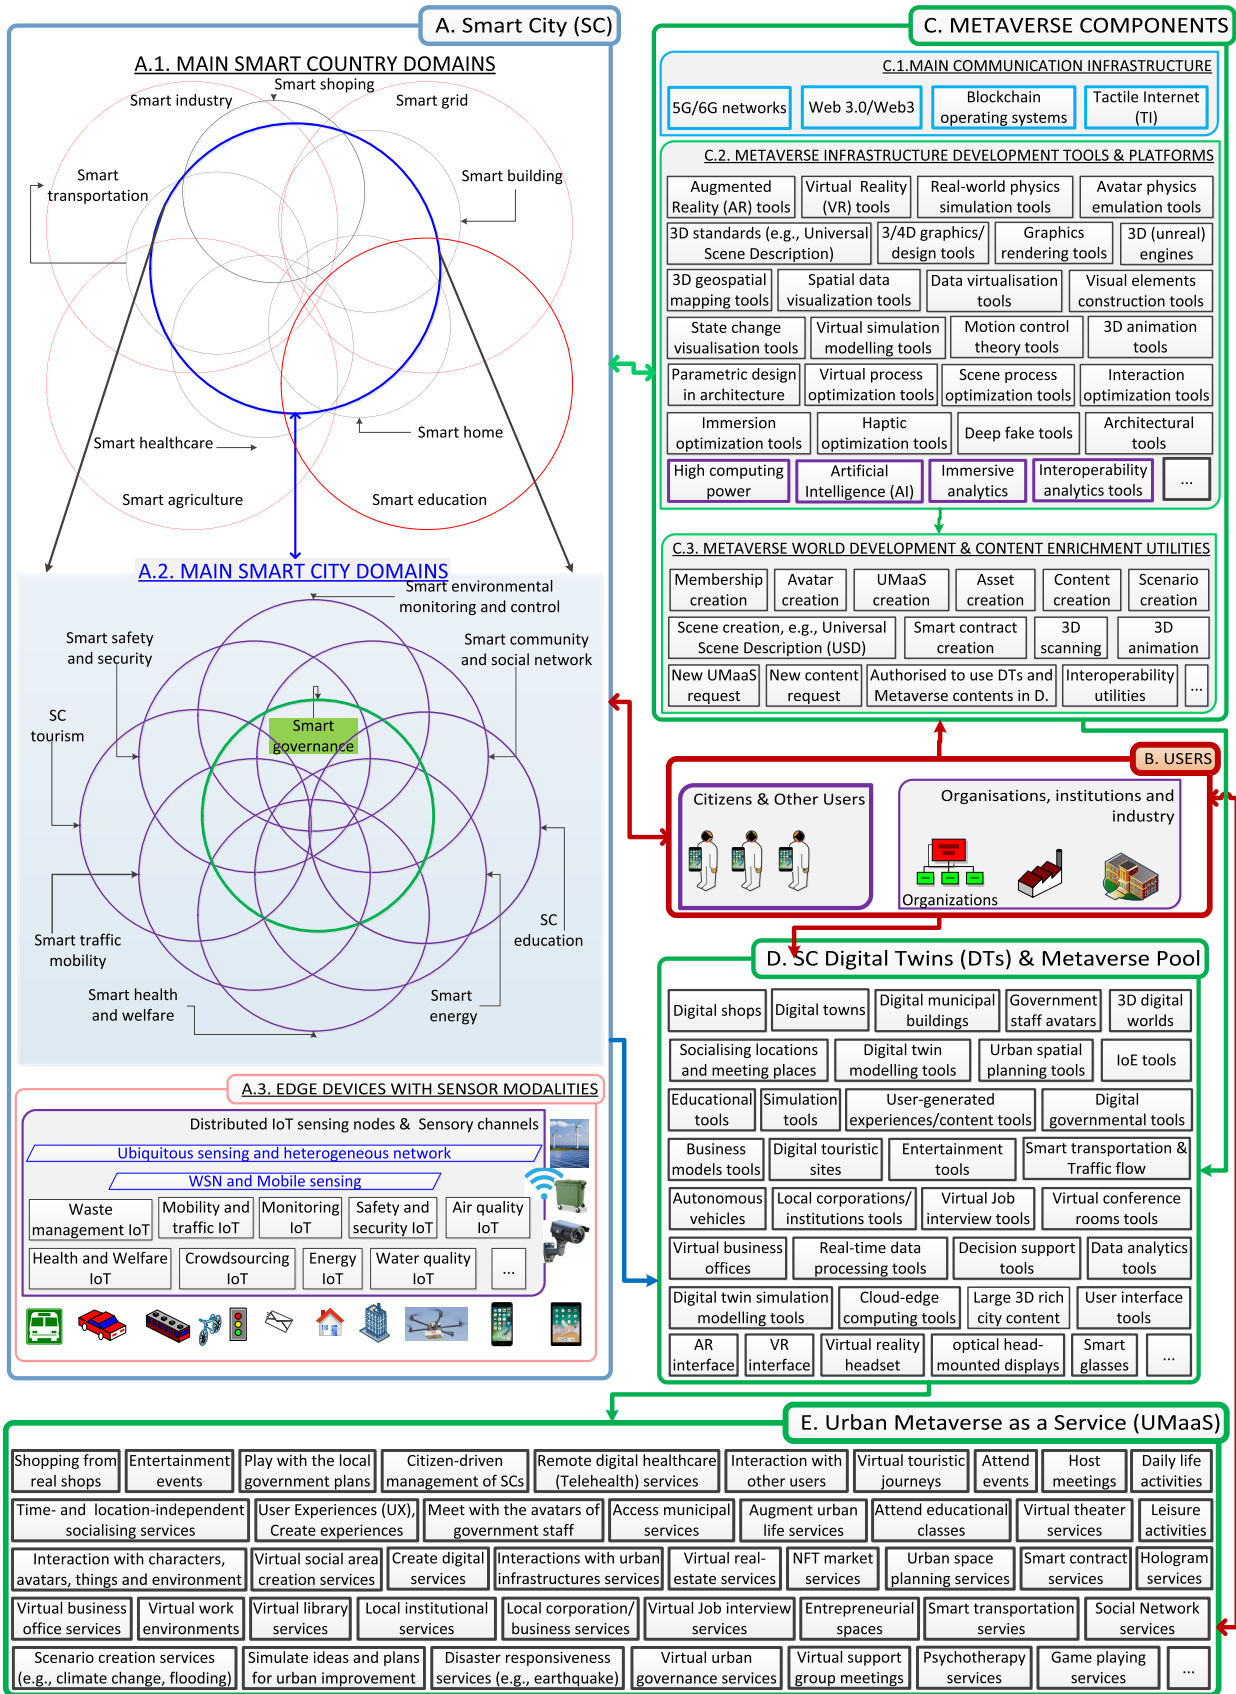 A. Smart City (SC)
A.1. MAIN SMART COUNTRY DOMAINS
Smart shoping
Smart industry
Smart grid
Smart
transportation
Smart building
Smart home
Smart healthcare
Smart agriculture
Smart education
A.2. MAIN SMART CITY DOMAINS
Smart environmental
monitoring and control
Smart safety
and security
Smart community
and social network
SC
tourism
Smart
governance
Smart traffic
mobility
SC
education
Smart health
and welfare
Smart
energy
A.3. EDGE DEVICES WITH SENSOR MODALITIES
Distributed IoT sensing nodes & Sensory channels
Ubiquitous sensing and heterogeneous network
WSN and Mobile sensing
Waste
management IoT
Mobility and
traffic IoT
Monitoring
IoT
Safety and
security IoT
Air quality
IoT
Health and Welfare
IoT
Crowdsourcing
IoT
Energy
IoT
Water quality
IoT
...
C. METAVERSE COMPONENTS
C.1.MAIN COMMUNICATION INFRASTRUCTURE
5G/6G networks
Web 3.0/Web3
Blockchain
operating systems
Tactile Internet
(TI)
C.2. METAVERSE INFRASTRUCTURE DEVELOPMENT TOOLS & PLATFORMS
Augmented
Reality (AR) tools
Virtual Reality
(VR) tools
Real-world physics
simulation tools
Avatar physics
emulation tools
3D standards (e.g., Universal
Scene Description)
3/4D graphics/
design tools
Graphics
rendering tools
3D (unreal)
engines
3D geospatial
mapping tools
Spatial data
visualization tools
Data virtualisation
tools
Visual elements
construction tools
State change
visualisation tools
Virtual simulation
modelling tools
Motion control
theory tools
3D animation
tools
Parametric design
in architecture
Virtual process
optimization tools
Scene process
optimization tools
Interaction
optimization tools
Immersion
optimization tools
Haptic
optimization tools
Deep fake tools
Architectural
tools
High computing
power
Artificial
Intelligence (AI)
Immersive
analytics
Interoperability
analytics tools
...
C.3. METAVERSE WORLD DEVELOPMENT & CONTENT ENRICHMENT UTILITIES
Membership
creation
Avatar
creation
UMaaS
creation
Asset
creation
Content
creation
Scenario
creation
Scene creation, e.g., Universal
Scene Description (USD)
Smart contract
creation
3D
scanning
3D
animation
New UMaaS
request
New content
request
Authorised to use DTs and
Metaverse contents in D.
Interoperability
utilities
...
B. USERS
Citizens & Other Users
Organisations, institutions and
industry
Organizations
D. SC Digital Twins (DTs) & Metaverse Pool
Digital shops
Digital towns
Digital municipal
buildings
Government
staff avatars
3D digital
worlds
Socialising locations
and meeting places
Digital twin
modelling tools
Urban spatial
planning tools
IoE tools
Educational
tools
Simulation
tools
User-generated
experiences/content tools
Digital
governmental tools
Business
models tools
Digital touristic
sites
Entertainment
tools
Smart transportation &
Traffic flow
Autonomous
vehicles
Local corporations/
institutions tools
Virtual Job
interview tools
Virtual conference
rooms tools
Virtual business
offices
Real-time data
processing tools
Decision support
tools
Data analytics
tools
Digital twin simulation
modelling tools
Cloud-edge
computing tools
Large 3D rich
city content
User interface
tools
AR
interface
VR
interface
Virtual reality
headset
optical head-
mounted displays
Smart
glasses
...
E. Urban Metaverse as a Service (UMaaS)
Shopping from
real shops
Entertainment
events
Play with the local
government plans
Citizen-driven
management of SCs
Remote digital healthcare
(Telehealth) services
Interaction with
other users
Virtual touristic
journeys
Attend
events
Host
meetings
Daily life
activities
Time- and location-independent
socialising services
User Experiences (UX),
Create experiences
Meet with the avatars of
government staff
Access municipal
services
Augment urban
life services
Attend educational
classes
Virtual theater
services
Leisure
activities
Interaction with characters,
avatars, things and environment
Virtual social area
creation services
Create digital
services
Interactions with urban
infrastructures services
Virtual real-
estate services
NFT market
services
Urban space
planning services
Smart contract
services
Hologram
services
Virtual business
office services
Virtual work
environments
Virtual library
services
Local institutional
services
Local corporation/
business services
Virtual Job interview
services
Entrepreneurial
spaces
Smart transportation
servies
Social Network
services
Scenario creation services
(e.g., climate change, flooding)
Simulate ideas and plans
for urban improvement
Disaster responsiveness
services (e.g., earthquake)
Virtual urban
governance services
Virtual support
group meetings
Psychotherapy
services
Game playing
services
...